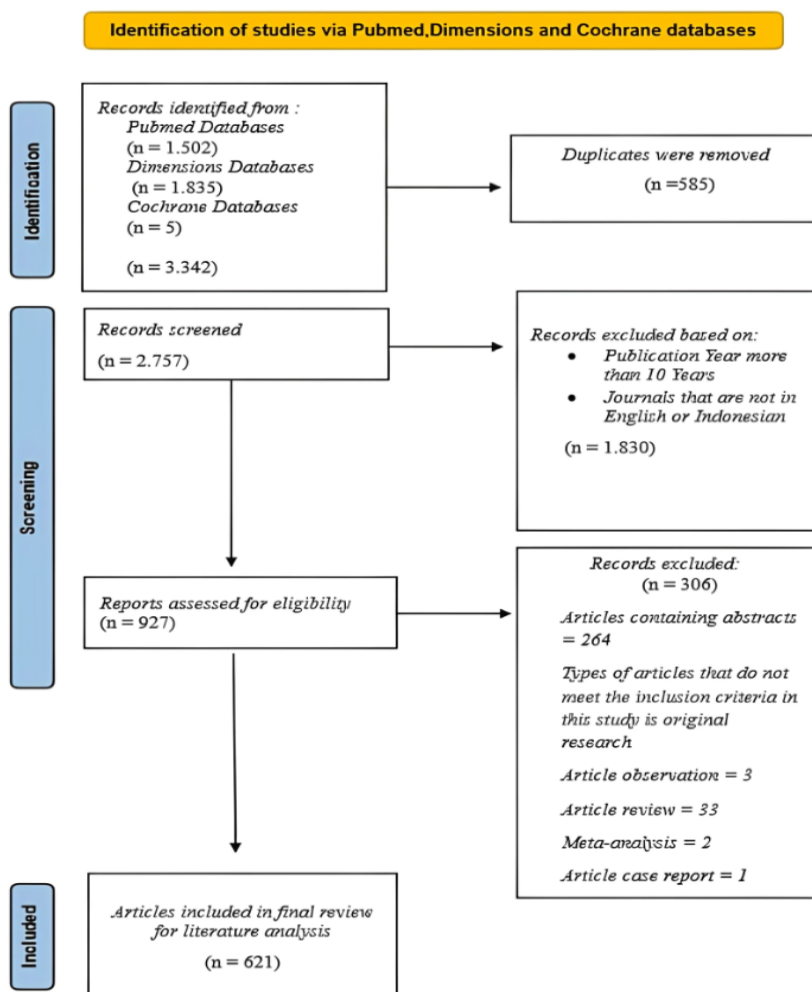 Identification of studies via Pubmed,Dimensions and Cochrane databases
Identification
Records identified from :
Pubmed Databases
(n = 1.502)
Dimensions Databases
(n = 1.835)
Cochrane Databases
(n = 5)
(n = 3.342)
Duplicates were removed
(n =585)
Screening
Records screened
(n = 2.757)
Records excluded based on:
• Publication Year more
than 10 Years
• Journals that are not in
English or Indonesian
(n = 1.830)
Reports assessed for eligibility
(n = 927)
Records excluded:
(n = 306)
Articles containing abstracts
= 264
Types of articles that do not
meet the inclusion criteria in
this study is original
research
Article observation = 3
Article review = 33
Meta-analysis = 2
Article case report = 1
Included
Articles included in final review
for literature analysis
(n = 621)